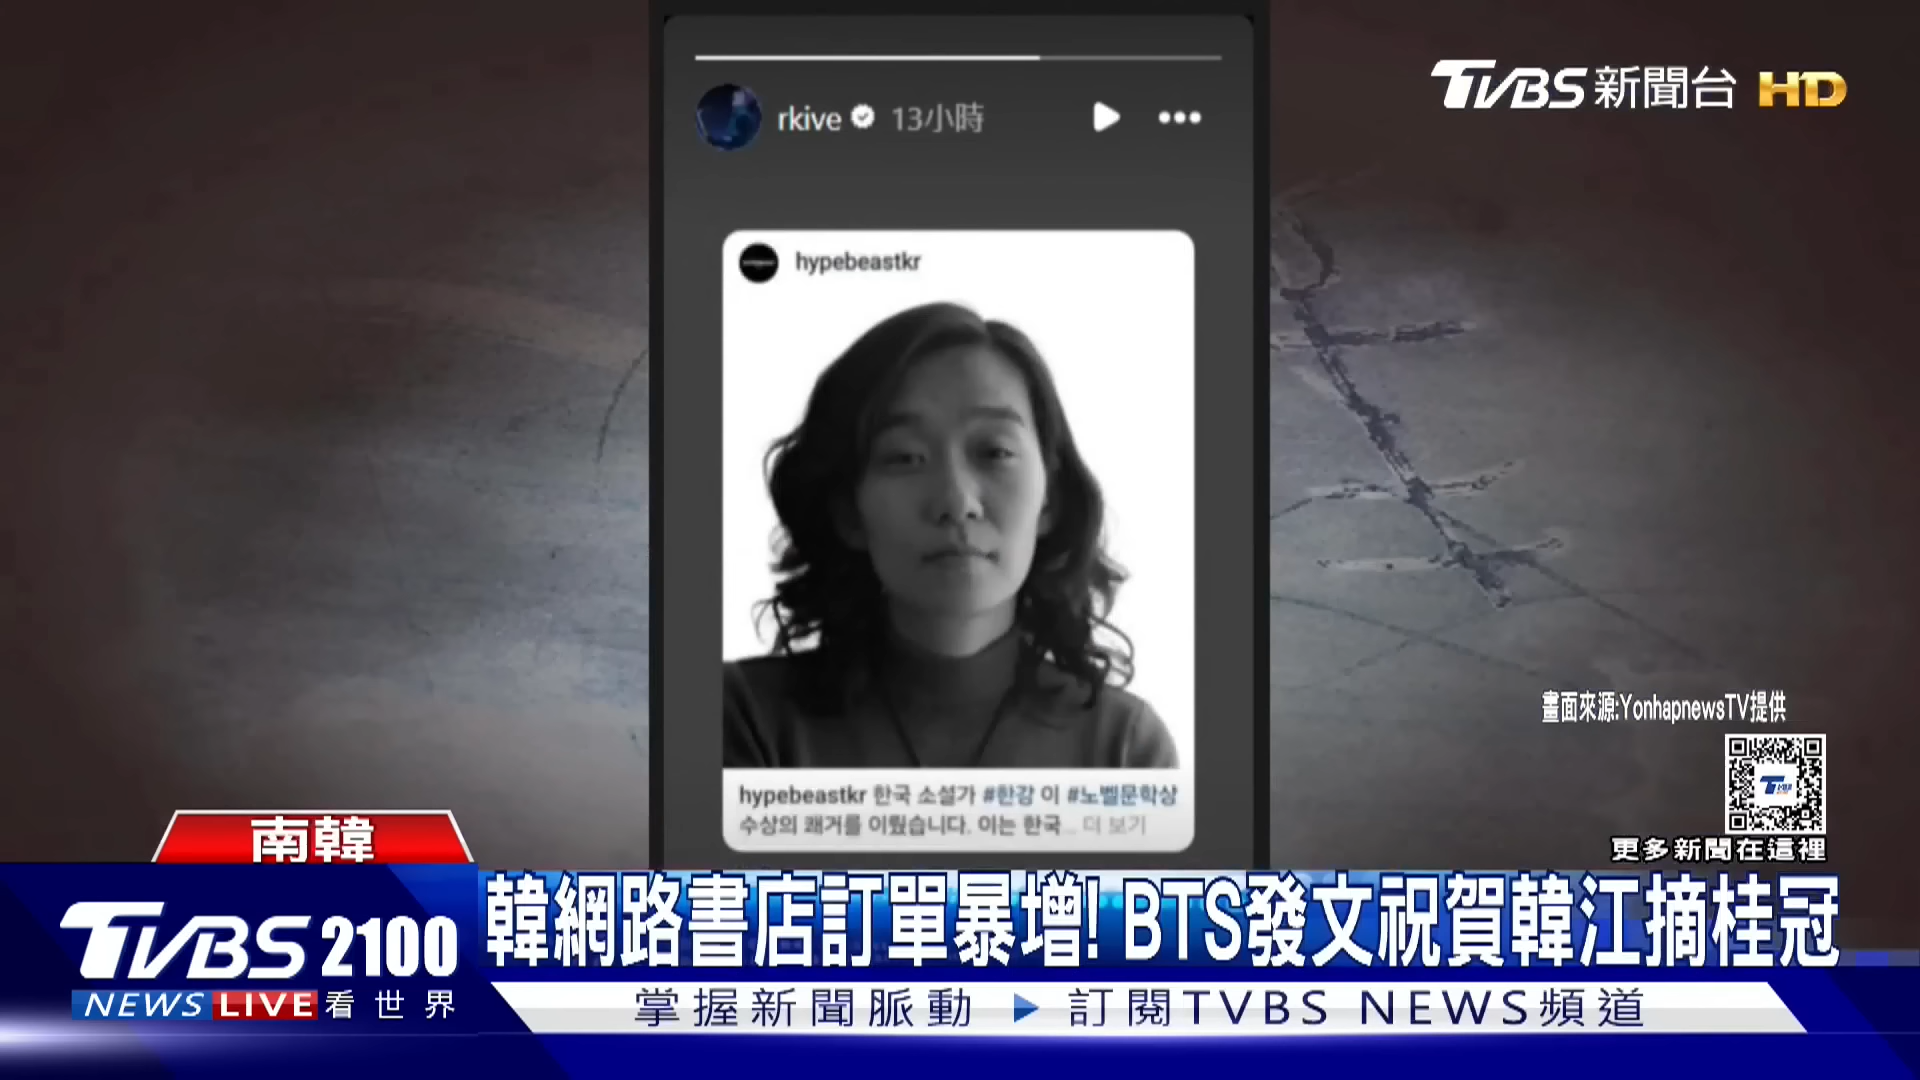 TVBS新聞台 HD
rkive 13小時
hypebeastkr
hypebeastkr 한국 소설가 #한강 이 #노벨문학상
수상의 쾌거를 이뤘습니다. 이는 한국... 더 보기
畫面來源:YonhapnewsTV提供
TVBS
更多新聞在這裡
南韓
韓網路書店訂單暴增! BTS發文祝賀韓江摘桂冠
TVBS 2100
NEWS LIVE 看世界
掌握新聞脈動 ▶ 訂閱TVBS NEWS頻道